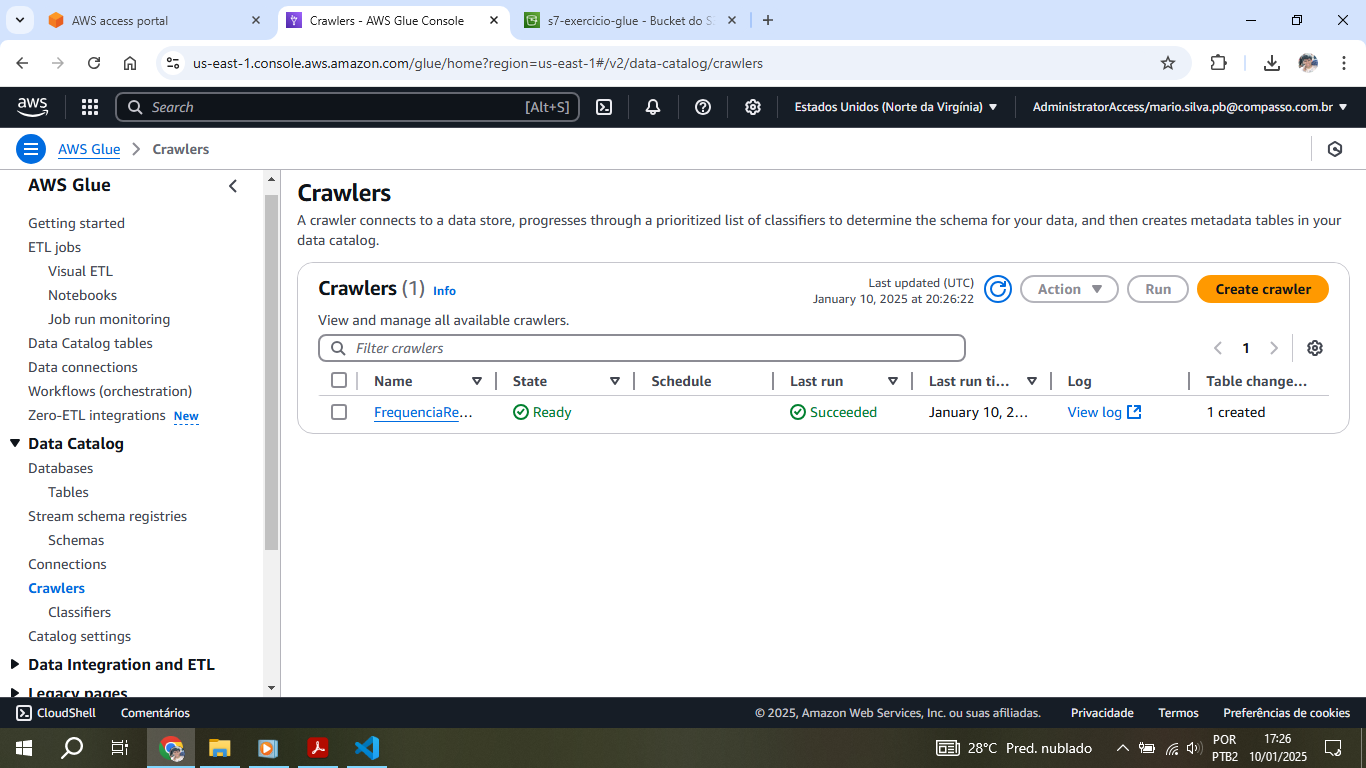 AWS access portal
Crawlers - AWS Glue Console
s7-exercicio-glue - Bucket do S
us-east-1.console.aws.amazon.com/glue/home?region=us-east-1#/v2/data-catalog/crawlers
aws
Search [Alt+S]
Estados Unidos (Norte da Virgínia)
AdministratorAccess/mario.silva.pb@compasso.com.br
AWS Glue
Crawlers
AWS Glue
Getting started
ETL jobs
Visual ETL
Notebooks
Job run monitoring
Data Catalog tables
Data connections
Workflows (orchestration)
Zero-ETL integrations New
Data Catalog
Databases
Tables
Stream schema registries
Schemas
Connections
Crawlers
Classifiers
Catalog settings
Data Integration and ETL
Legacy pages
Crawlers
A crawler connects to a data store, progresses through a prioritized list of classifiers to determine the schema for your data, and then creates metadata tables in your
data catalog.
Crawlers (1) Info
Last updated (UTC)
January 10, 2025 at 20:26:22
Action
Run
Create crawler
View and manage all available crawlers.
Filter crawlers
1
Name State Schedule Last run Last run ti... Log Table change...
FrequenciaRe... Ready Succeeded January 10, 2... View log 1 created
CloudShell
Comentários
© 2025, Amazon Web Services, Inc. ou suas afiliadas.
Privacidade
Termos
Preferências de cookies
28°C Pred. nublado
POR
PTB2
17:26
10/01/2025